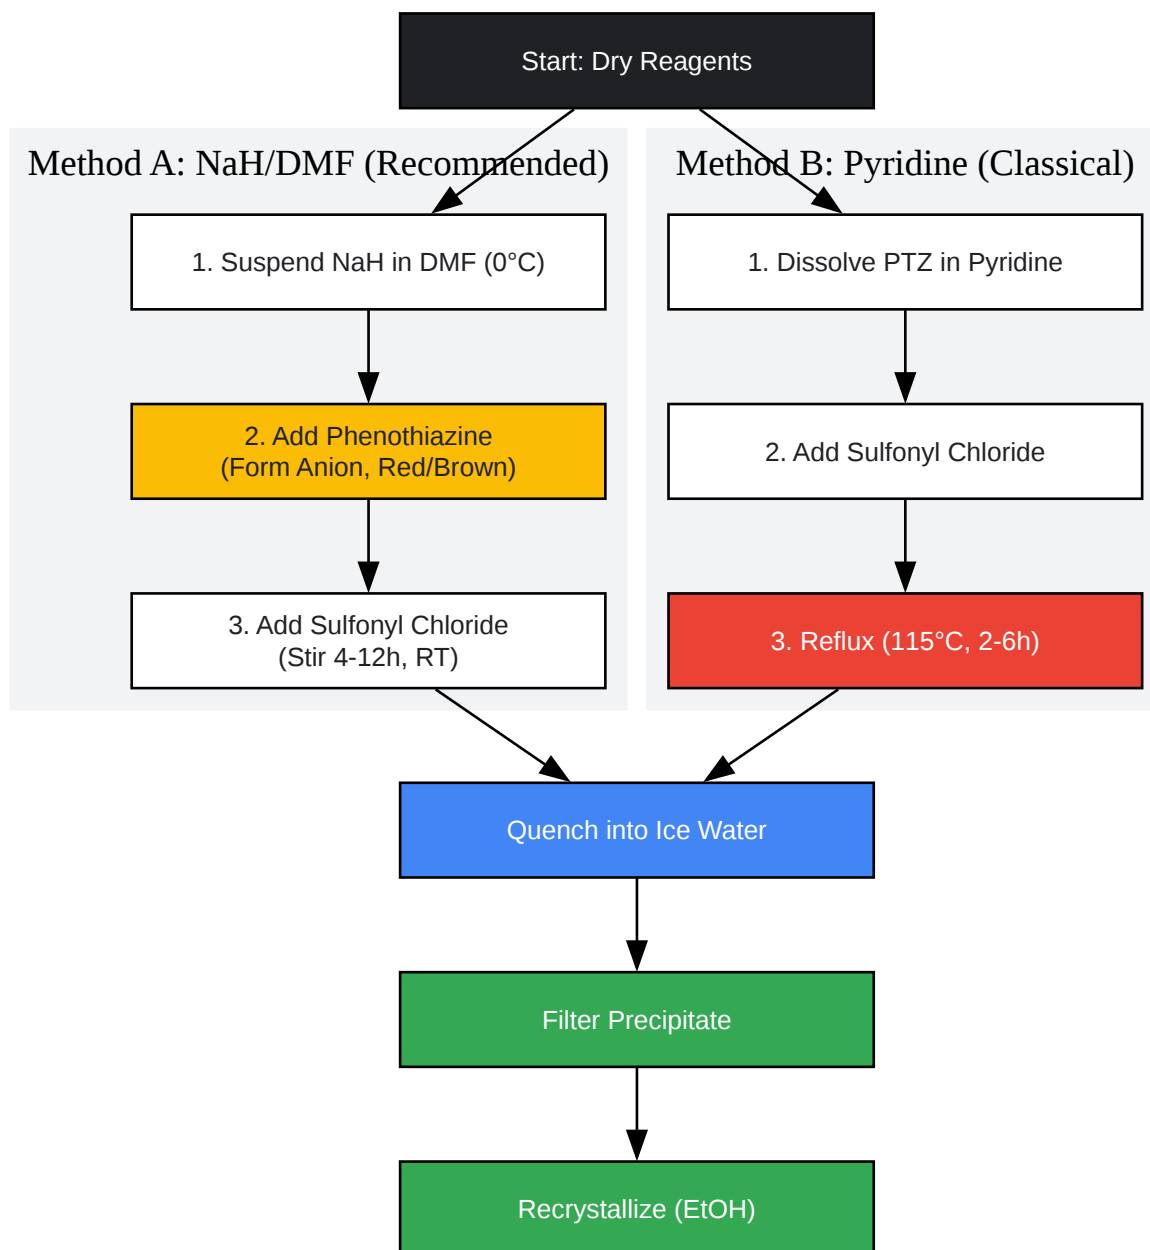 Start: Dry Reagents
Method A: NaH/DMF (Recommended)
1. Suspend NaH in DMF (0°C)
2. Add Phenothiazine
(Form Anion, Red/Brown)
3. Add Sulfonyl Chloride
(Stir 4-12h, RT)
Method B: Pyridine (Classical)
1. Dissolve PTZ in Pyridine
2. Add Sulfonyl Chloride
3. Reflux (115°C, 2-6h)
Quench into Ice Water
Filter Precipitate
Recrystallize (EtOH)